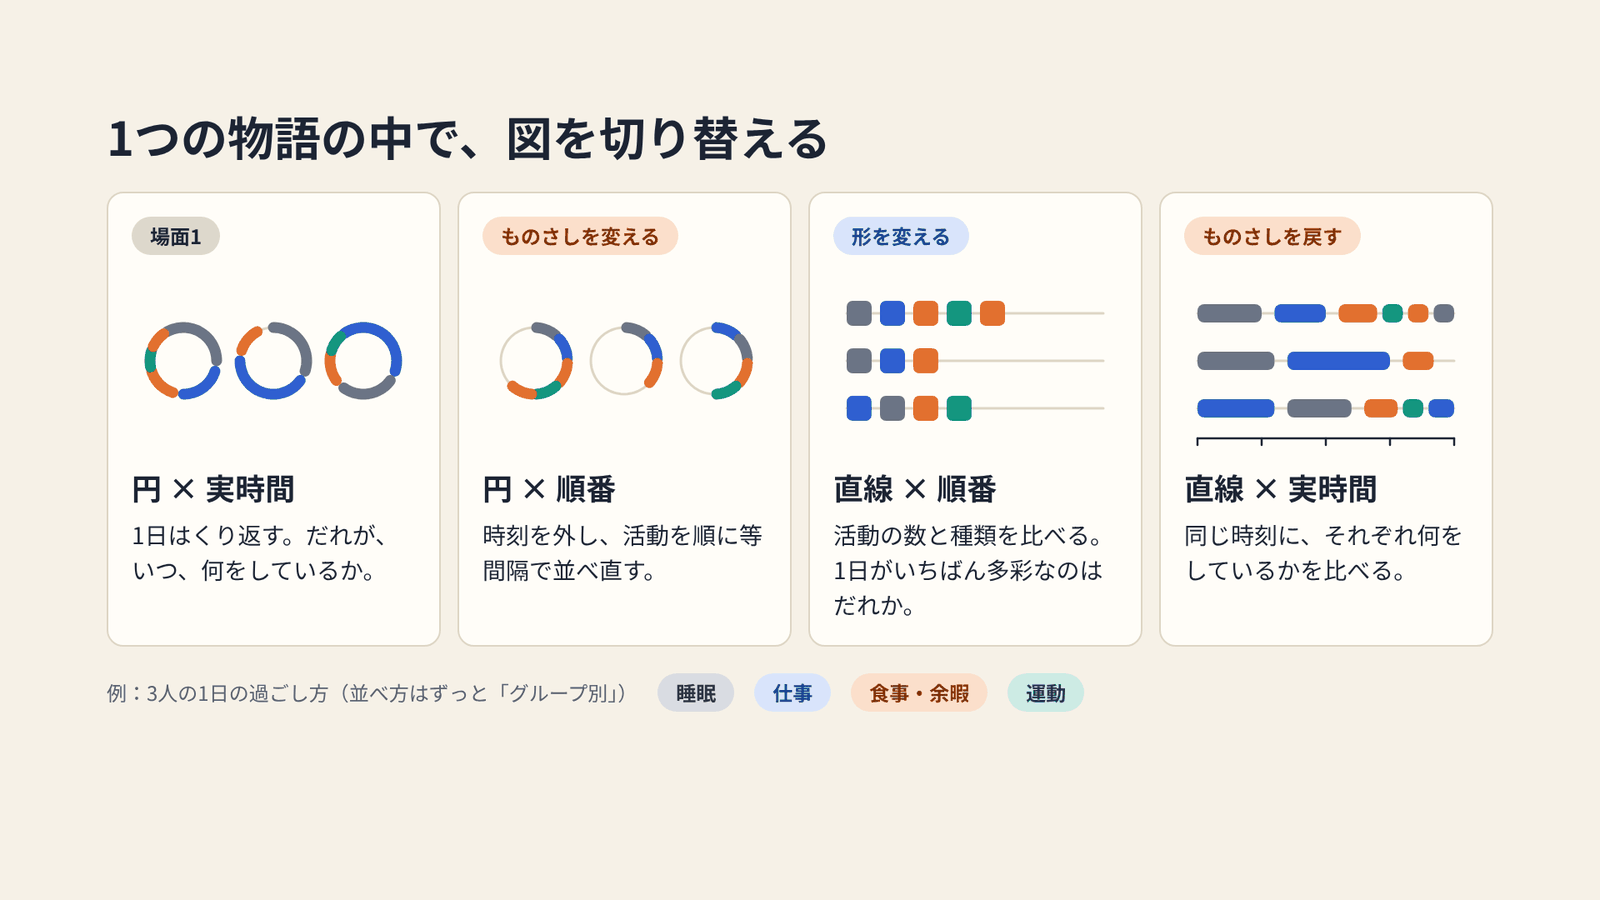 1つの物語の中で、図を切り替える
場面1
円 × 実時間
1日はくり返す。だれが、
いつ、何をしているか。
ものさしを変える
円 × 順番
時刻を外し、活動を順に等
間隔で並べ直す。
形を変える
直線 × 順番
活動の数と種類を比べる。
1日がいちばん多彩なのは
だれか。
ものさしを戻す
直線 × 実時間
同じ時刻に、それぞれ何を
しているかを比べる。
例：3人の1日の過ごし方（並べ方はずっと「グループ別」）
睡眠
仕事
食事・余暇
運動